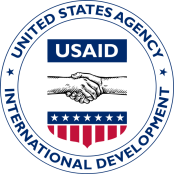 UNITED STATES AGENCY
USAID
INTERNATIONAL DEVELOPMENT